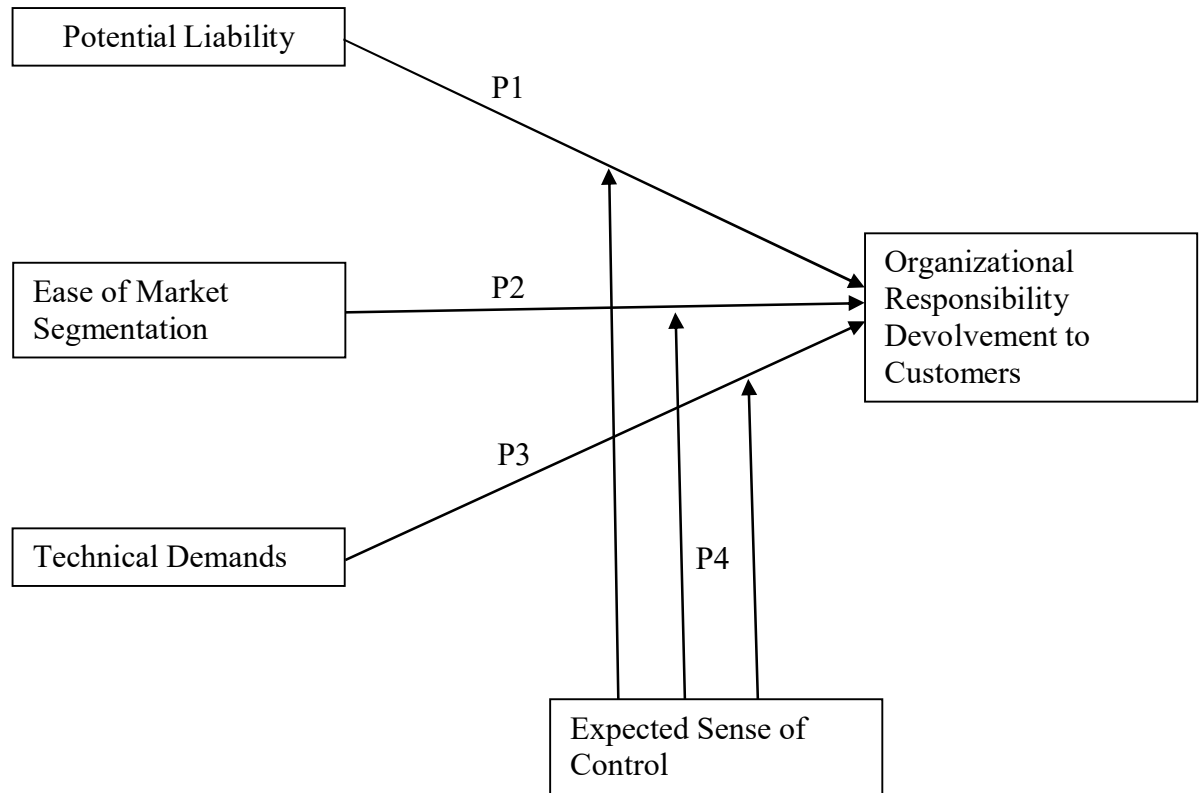 Potential Liability
P1
Ease of Market
Segmentation
P2
Organizational
Responsibility
Devolvement to
Customers
P3
Technical Demands
P4
Expected Sense of
Control